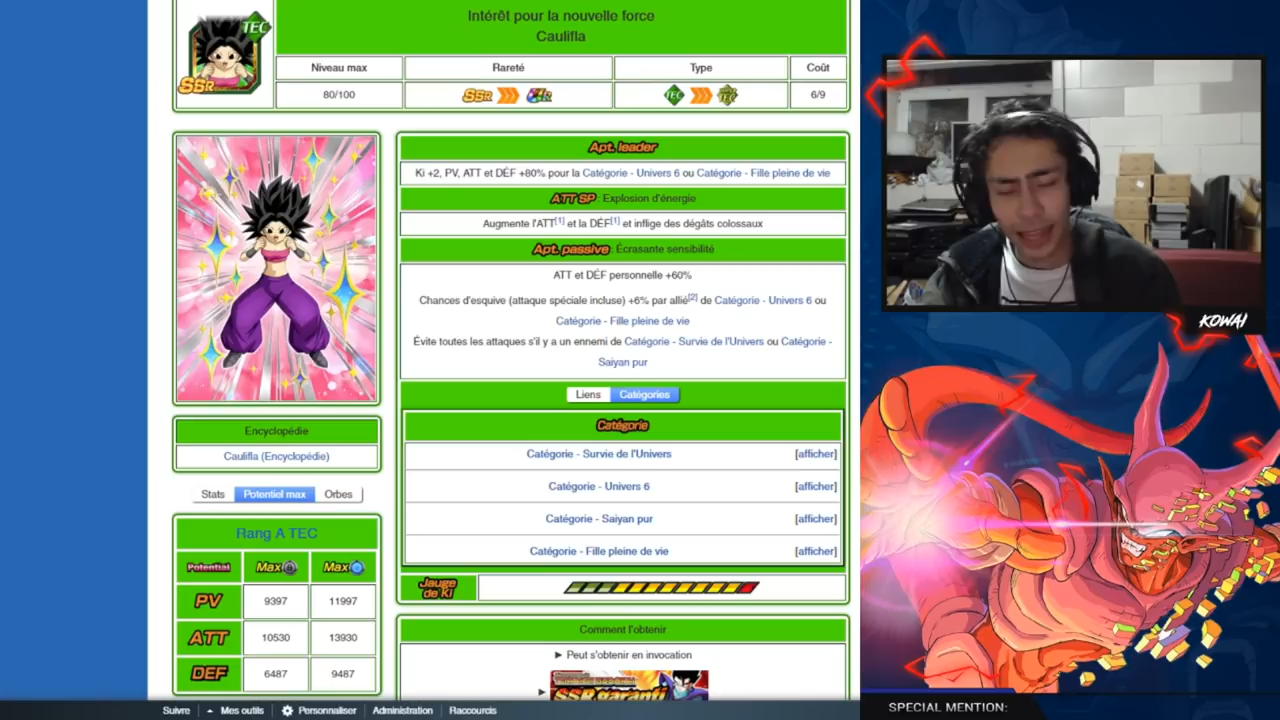 Intérêt pour la nouvelle force
Caulifla
TEC
SSR
Niveau max
Rareté
Type
Coût
80/100
SSR
UR
TEC
TEC
6/9
Apt. leader
Ki +2, PV, ATT et DÉF +80% pour la Catégorie - Univers 6 ou Catégorie - Fille pleine de vie
ATT SP : Explosion d'énergie
Augmente l'ATT[1] et la DÉF[1] et inflige des dégâts colossaux
Apt. passive : Écrasante sensibilité
ATT et DÉF personnelle +60%
Chances d'esquive (attaque spéciale incluse) +6% par allié[2] de Catégorie - Univers 6 ou
Catégorie - Fille pleine de vie
Évite toutes les attaques s'il y a un ennemi de Catégorie - Survie de l'Univers ou Catégorie -
Saiyan pur
Liens
Catégories
Catégorie
Catégorie - Survie de l'Univers [afficher]
Catégorie - Univers 6 [afficher]
Catégorie - Saiyan pur [afficher]
Catégorie - Fille pleine de vie [afficher]
Jauge
de Ki
Comment l'obtenir
► Peut s'obtenir en invocation
►
SSR garanti
Encyclopédie
Caulifla (Encyclopédie)
Stats
Potentiel max
Orbes
Rang A TEC
Potential
Max
Max
PV
9397
11997
ATT
10530
13930
DEF
6487
9487
Suivre
Mes outils
Personnaliser
Administration
Raccourcis
KOWAI
SPECIAL MENTION: